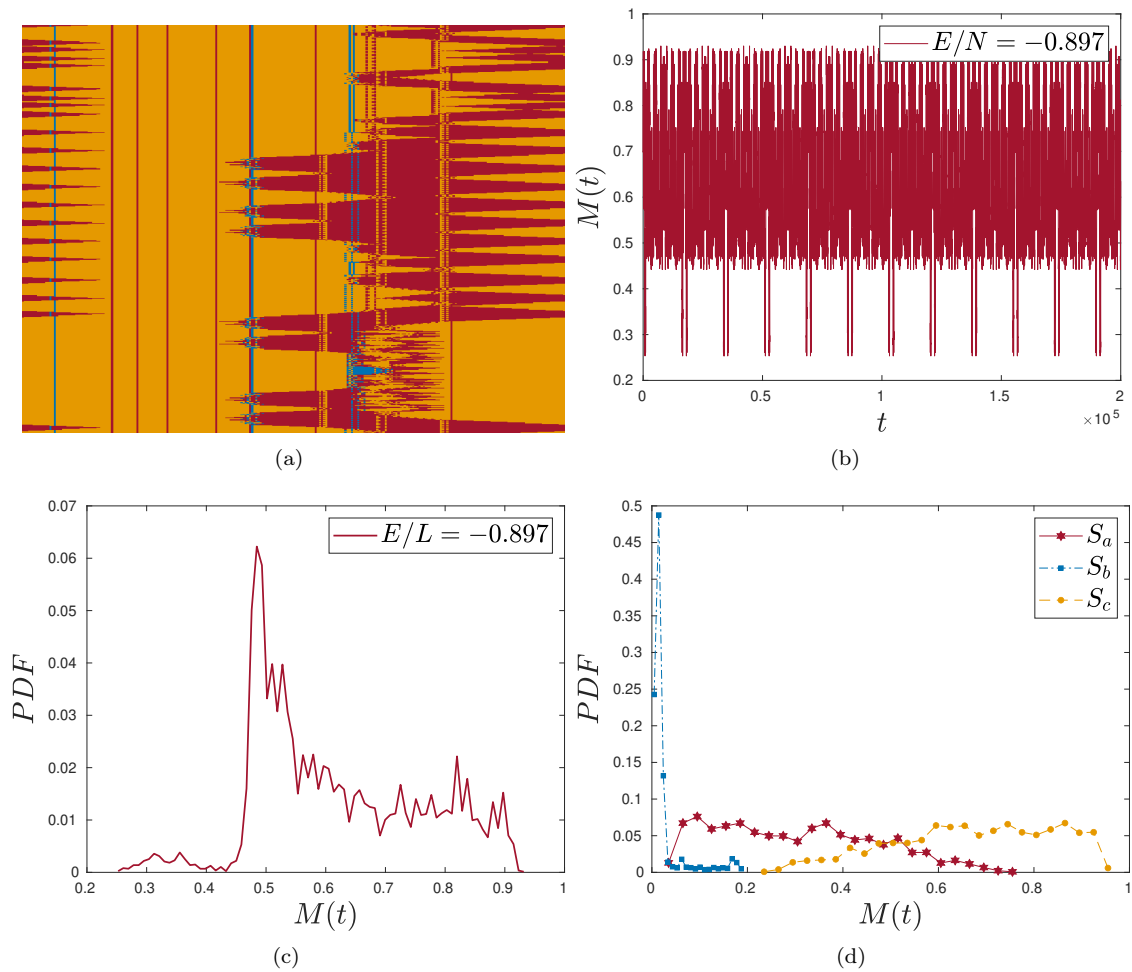 (a)
1
0.9
0.8
0.7
0.6
0.5
0.4
0.3
0.2
M(t)
E/N = −0.897
0 0.5 1 1.5 2
×10^5
t
(b)
0.07
0.06
0.05
0.04
0.03
0.02
0.01
0
PDF
E/L = −0.897
0.2 0.3 0.4 0.5 0.6 0.7 0.8 0.9 1
M(t)
(c)
0.5
0.45
0.4
0.35
0.3
0.25
0.2
0.15
0.1
0.05
0
PDF
S_a
S_b
S_c
0 0.2 0.4 0.6 0.8 1
M(t)
(d)